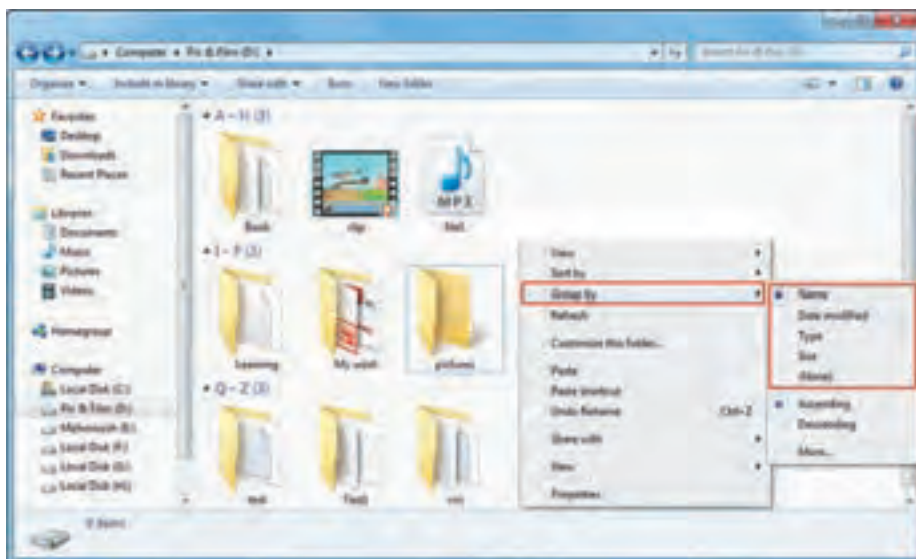 Computer ▸ Pic & Film (D:) ▸
Organize ▾ Include in library ▾ Share with ▾ Burn New folder
Favorites
Desktop
Downloads
Recent Places
Libraries
Documents
Music
Pictures
Videos
Homegroup
Computer
Local Disk (C:)
Pic & Film (D:)
Local Disk (F:)
Local Disk (G:)
Local Disk (H:)
A – H (3)
Book clip
I – P (3)
My work pictures
Q – Z (3)
View
Sort by
Group by
Refresh
Customize this folder...
Paste
Paste shortcut
Undo Rename Ctrl+Z
Share with
New
Properties
Name
Date modified
Type
Size
(None)
Ascending
Descending
More...
9 items